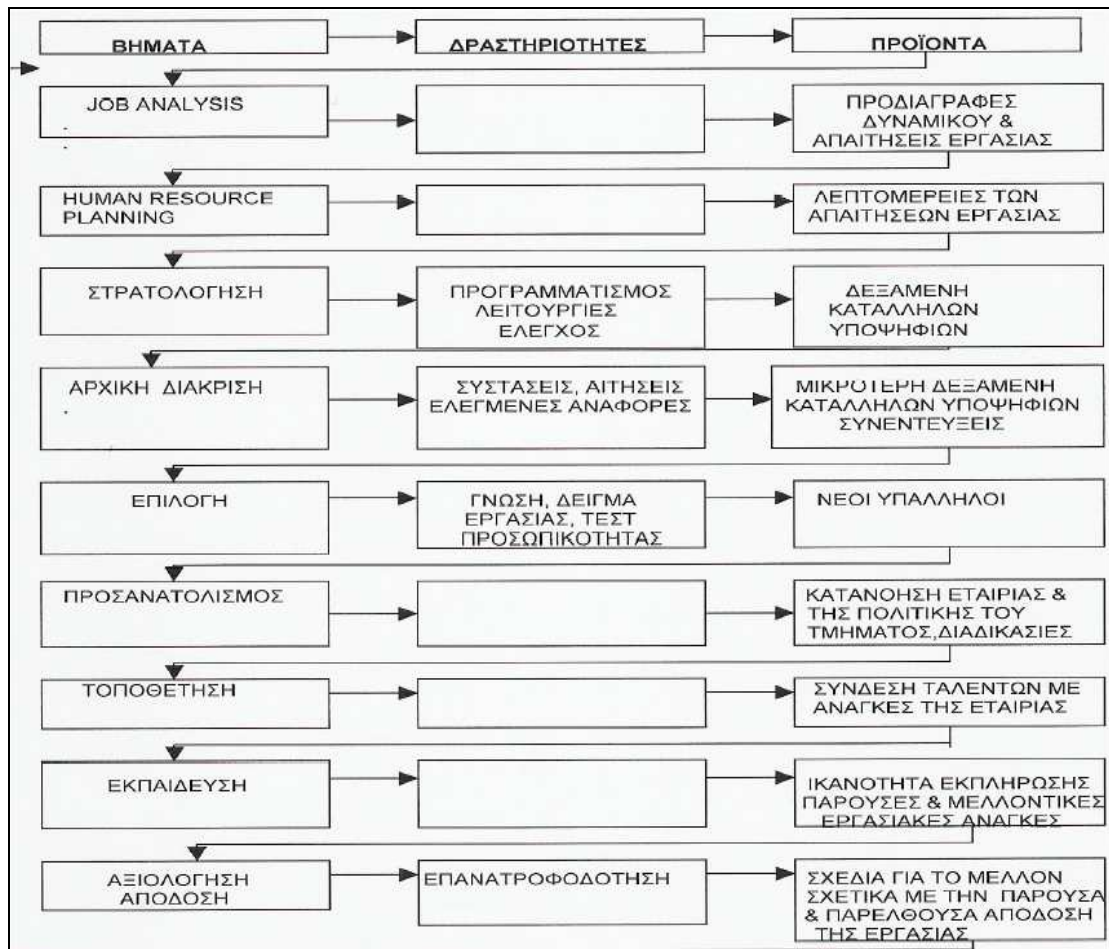 ΒΗΜΑΤΑ
ΔΡΑΣΤΗΡΙΟΤΗΤΕΣ
ΠΡΟΪΟΝΤΑ
JOB ANALYSIS
ΠΡΟΔΙΑΓΡΑΦΕΣ
ΔΥΝΑΜΙΚΟΥ &
ΑΠΑΙΤΗΣΕΙΣ ΕΡΓΑΣΙΑΣ
HUMAN RESOURCE
PLANNING
ΛΕΠΤΟΜΕΡΕΙΕΣ ΤΩΝ
ΑΠΑΙΤΗΣΕΩΝ ΕΡΓΑΣΙΑΣ
ΣΤΡΑΤΟΛΟΓΗΣΗ
ΠΡΟΓΡΑΜΜΑΤΙΣΜΟΣ
ΛΕΙΤΟΥΡΓΙΕΣ
ΕΛΕΓΧΟΣ
ΔΕΞΑΜΕΝΗ
ΚΑΤΑΛΛΗΛΩΝ
ΥΠΟΨΗΦΙΩΝ
ΑΡΧΙΚΗ ΔΙΑΚΡΙΣΗ
ΣΥΣΤΑΣΕΙΣ, ΑΙΤΗΣΕΙΣ
ΕΛΕΓΜΕΝΕΣ ΑΝΑΦΟΡΕΣ
ΜΙΚΡΟΤΕΡΗ ΔΕΞΑΜΕΝΗ
ΚΑΤΑΛΛΗΛΩΝ ΥΠΟΨΗΦΙΩΝ
ΣΥΝΕΝΤΕΥΞΕΙΣ
ΕΠΙΛΟΓΗ
ΓΝΩΣΗ, ΔΕΙΓΜΑ
ΕΡΓΑΣΙΑΣ, ΤΕΣΤ
ΠΡΟΣΩΠΙΚΟΤΗΤΑΣ
ΝΕΟΙ ΥΠΑΛΛΗΛΟΙ
ΠΡΟΣΑΝΑΤΟΛΙΣΜΟΣ
ΚΑΤΑΝΟΗΣΗ ΕΤΑΙΡΙΑΣ &
ΤΗΣ ΠΟΛΙΤΙΚΗΣ ΤΟΥ
ΤΜΗΜΑΤΟΣ,ΔΙΑΔΙΚΑΣΙΕΣ
ΤΟΠΟΘΕΤΗΣΗ
ΣΥΝΔΕΣΗ ΤΑΛΕΝΤΩΝ ΜΕ
ΑΝΑΓΚΕΣ ΤΗΣ ΕΤΑΙΡΙΑΣ
ΕΚΠΑΙΔΕΥΣΗ
ΙΚΑΝΟΤΗΤΑ ΕΚΠΛΗΡΩΣΗΣ
ΠΑΡΟΥΣΕΣ & ΜΕΛΛΟΝΤΙΚΕΣ
ΕΡΓΑΣΙΑΚΕΣ ΑΝΑΓΚΕΣ
ΑΞΙΟΛΟΓΗΣΗ
ΑΠΟΔΟΣΗ
ΕΠΑΝΑΤΡΟΦΟΔΟΤΗΣΗ
ΣΧΕΔΙΑ ΓΙΑ ΤΟ ΜΕΛΛΟΝ
ΣΧΕΤΙΚΑ ΜΕ ΤΗΝ ΠΑΡΟΥΣΑ
& ΠΑΡΕΛΘΟΥΣΑ ΑΠΟΔΟΣΗ
ΤΗΣ ΕΡΓΑΣΙΑΣ